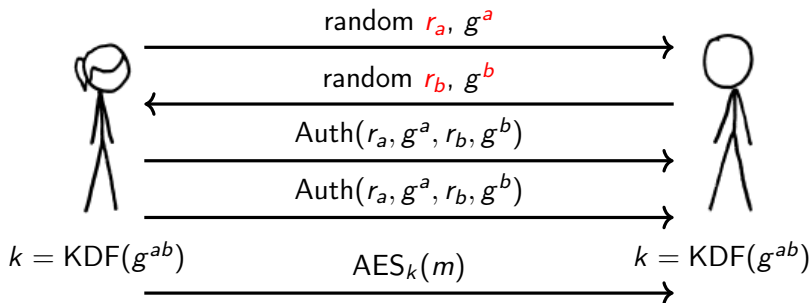 random r_a, g^a
random r_b, g^b
Auth(r_a, g^a, r_b, g^b)
Auth(r_a, g^a, r_b, g^b)
k = KDF(g^{ab})
AES_k(m)
k = KDF(g^{ab})